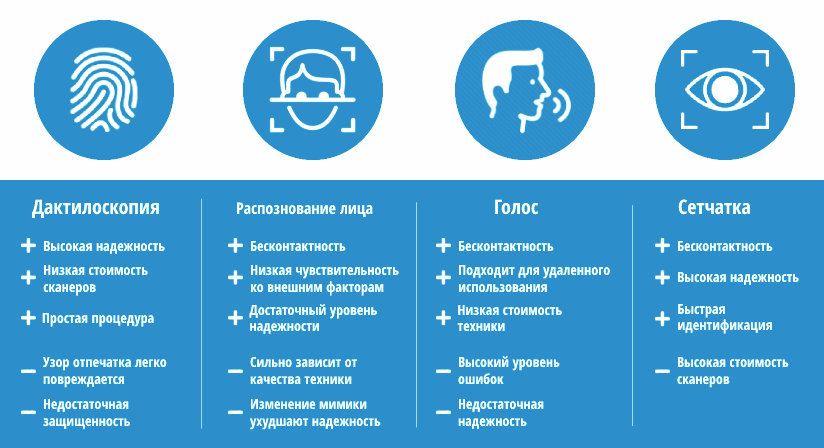 Дактилоскопия
Высокая надежность
Низкая стоимость
сканеров
Простая процедура
Узор отпечатка легко
повреждается
Недостаточная
защищенность
Распознование лица
Бесконтактность
Низкая чувствительность
ко внешним факторам
Достаточный уровень
надежности
Сильно зависит от
качества техники
Изменение мимики
ухудшают надежность
Голос
Бесконтактность
Подходит для удаленного
использования
Низкая стоимость
техники
Высокий уровень
ошибок
Недостаточная
надежность
Сетчатка
Бесконтактность
Высокая надежность
Быстрая
идентификация
Высокая стоимость
сканеров